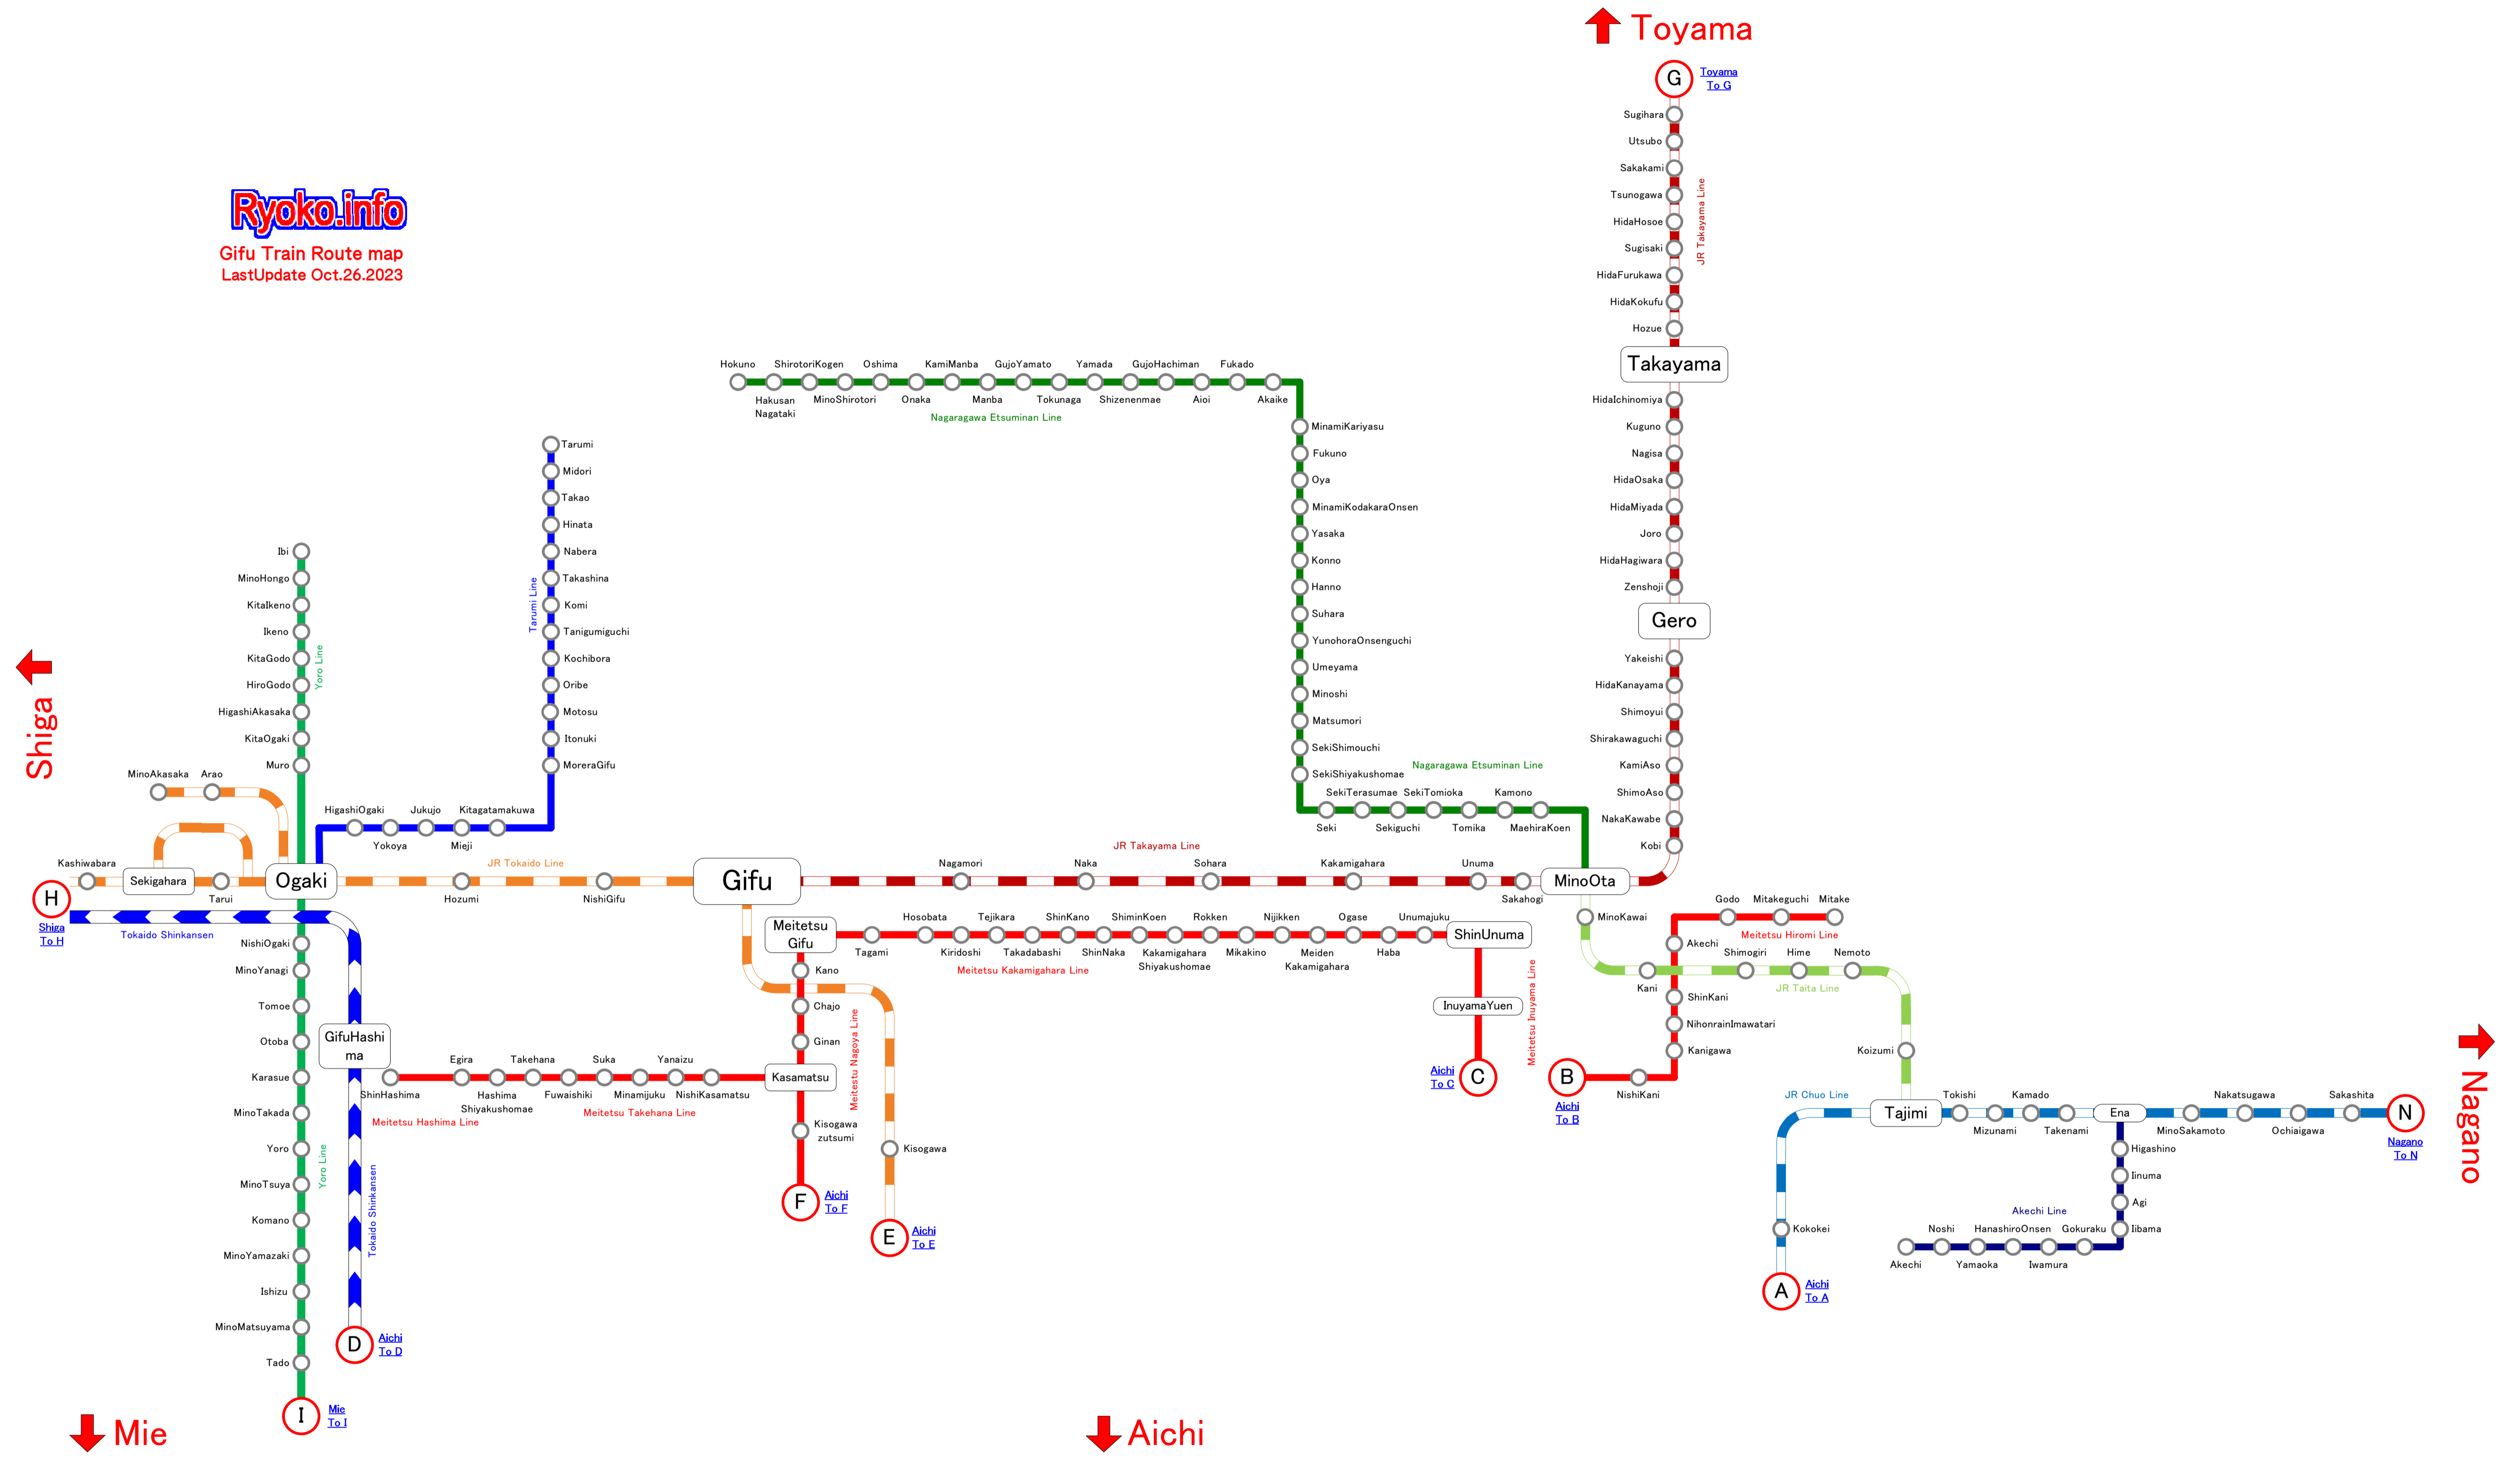 Toyama
G
Toyama
To G
Sugihara
Utsubo
Sakakami
Tsunogawa
HidaHosoe
Sugisaki
HidaFurukawa
HidaKokufu
Hozue
JR Takayama Line
Ryoko.info
Gifu Train Route map
LastUpdate Oct.26.2023
Takayama
HidaIchinomiya
Kuguno
Nagisa
HidaOsaka
HidaMiyada
Joro
HidaHagiwara
Zenshoji
Gero
Yakeishi
HidaKanayama
Shimoyui
Shirakawaguchi
KamiAso
ShimoAso
NakaKawabe
Kobi
Hokuno
ShirotoriKogen
Oshima
KamiManba
GujoYamato
Yamada
GujoHachiman
Fukado
Hakusan
Nagataki
MinoShirotori
Onaka
Manba
Tokunaga
Shizenenmae
Aioi
Akaike
Nagaragawa Etsuminan Line
MinamiKariyasu
Fukuno
Oya
MinamiKodakaraOnsen
Yasaka
Konno
Hanno
Suhara
YunohoraOnsenguchi
Umeyama
Minoshi
Matsumori
SekiShimouchi
SekiShiyakushomae
Nagaragawa Etsuminan Line
SekiTerasumae
SekiTomioka
Kamono
Seki
Sekiguchi
Tomika
MaehiraKoen
Tarumi
Midori
Takao
Hinata
Nabera
Takashina
Komi
Tanigumiguchi
Kochibora
Oribe
Motosu
Itonuki
MoreraGifu
Tarumi Line
HigashiOgaki
Jukujo
Kitagatamakuwa
Yokoya
Mieji
Ibi
MinoHongo
KitaIkeno
Ikeno
KitaGodo
HiroGodo
HigashiAkasaka
KitaOgaki
Muro
Yoro Line
Shiga
MinoAkasaka
Arao
Kashiwabara
Sekigahara
Tarui
Ogaki
JR Tokaido Line
Hozumi
NishiGifu
Gifu
JR Takayama Line
Nagamori
Naka
Sohara
Kakamigahara
Unuma
Sakahogi
MinoOta
H
Shiga
To H
Tokaido Shinkansen
NishiOgaki
MinoYanagi
Tomoe
Otoba
Karasue
MinoTakada
Yoro
MinoTsuya
Komano
MinoYamazaki
Ishizu
MinoMatsuyama
Tado
Yoro Line
I
Mie
To I
GifuHashi
ma
Tokaido Shinkansen
D
Aichi
To D
ShinHashima
Egira
Takehana
Suka
Yanaizu
Hashima
Shiyakushomae
Fuwaishiki
Minamijuku
NishiKasamatsu
Meitetsu Hashima Line
Meitetsu Takehana Line
Meitetsu
Gifu
Kano
Chajo
Ginan
Kasamatsu
Kisogawa
zutsumi
Meitestu Nagoya Line
F
Aichi
To F
Kisogawa
E
Aichi
To E
Hosobata
Tejikara
ShinKano
ShiminKoen
Rokken
Nijikken
Ogase
Unumajuku
Tagami
Kiridoshi
Takadabashi
ShinNaka
Kakamigahara
Shiyakushomae
Mikakino
Meiden
Kakamigahara
Haba
Meitetsu Kakamigahara Line
ShinUnuma
InuyamaYuen
Meitetsu Inuyama Line
C
Aichi
To C
MinoKawai
Kani
Shimogiri
Hime
Nemoto
JR Taita Line
Koizumi
Godo
Mitakeguchi
Mitake
Meitetsu Hiromi Line
Akechi
ShinKani
NihonrainImawatari
Kanigawa
NishiKani
B
Aichi
To B
JR Chuo Line
Tajimi
Kokokei
A
Aichi
To A
Tokishi
Kamado
Mizunami
Takenami
Ena
Nakatsugawa
Sakashita
MinoSakamoto
Ochiaigawa
N
Nagano
To N
Nagano
Higashino
Iinuma
Agi
Iibama
Akechi Line
Noshi
HanashiroOnsen
Gokuraku
Akechi
Yamaoka
Iwamura
Mie
Aichi